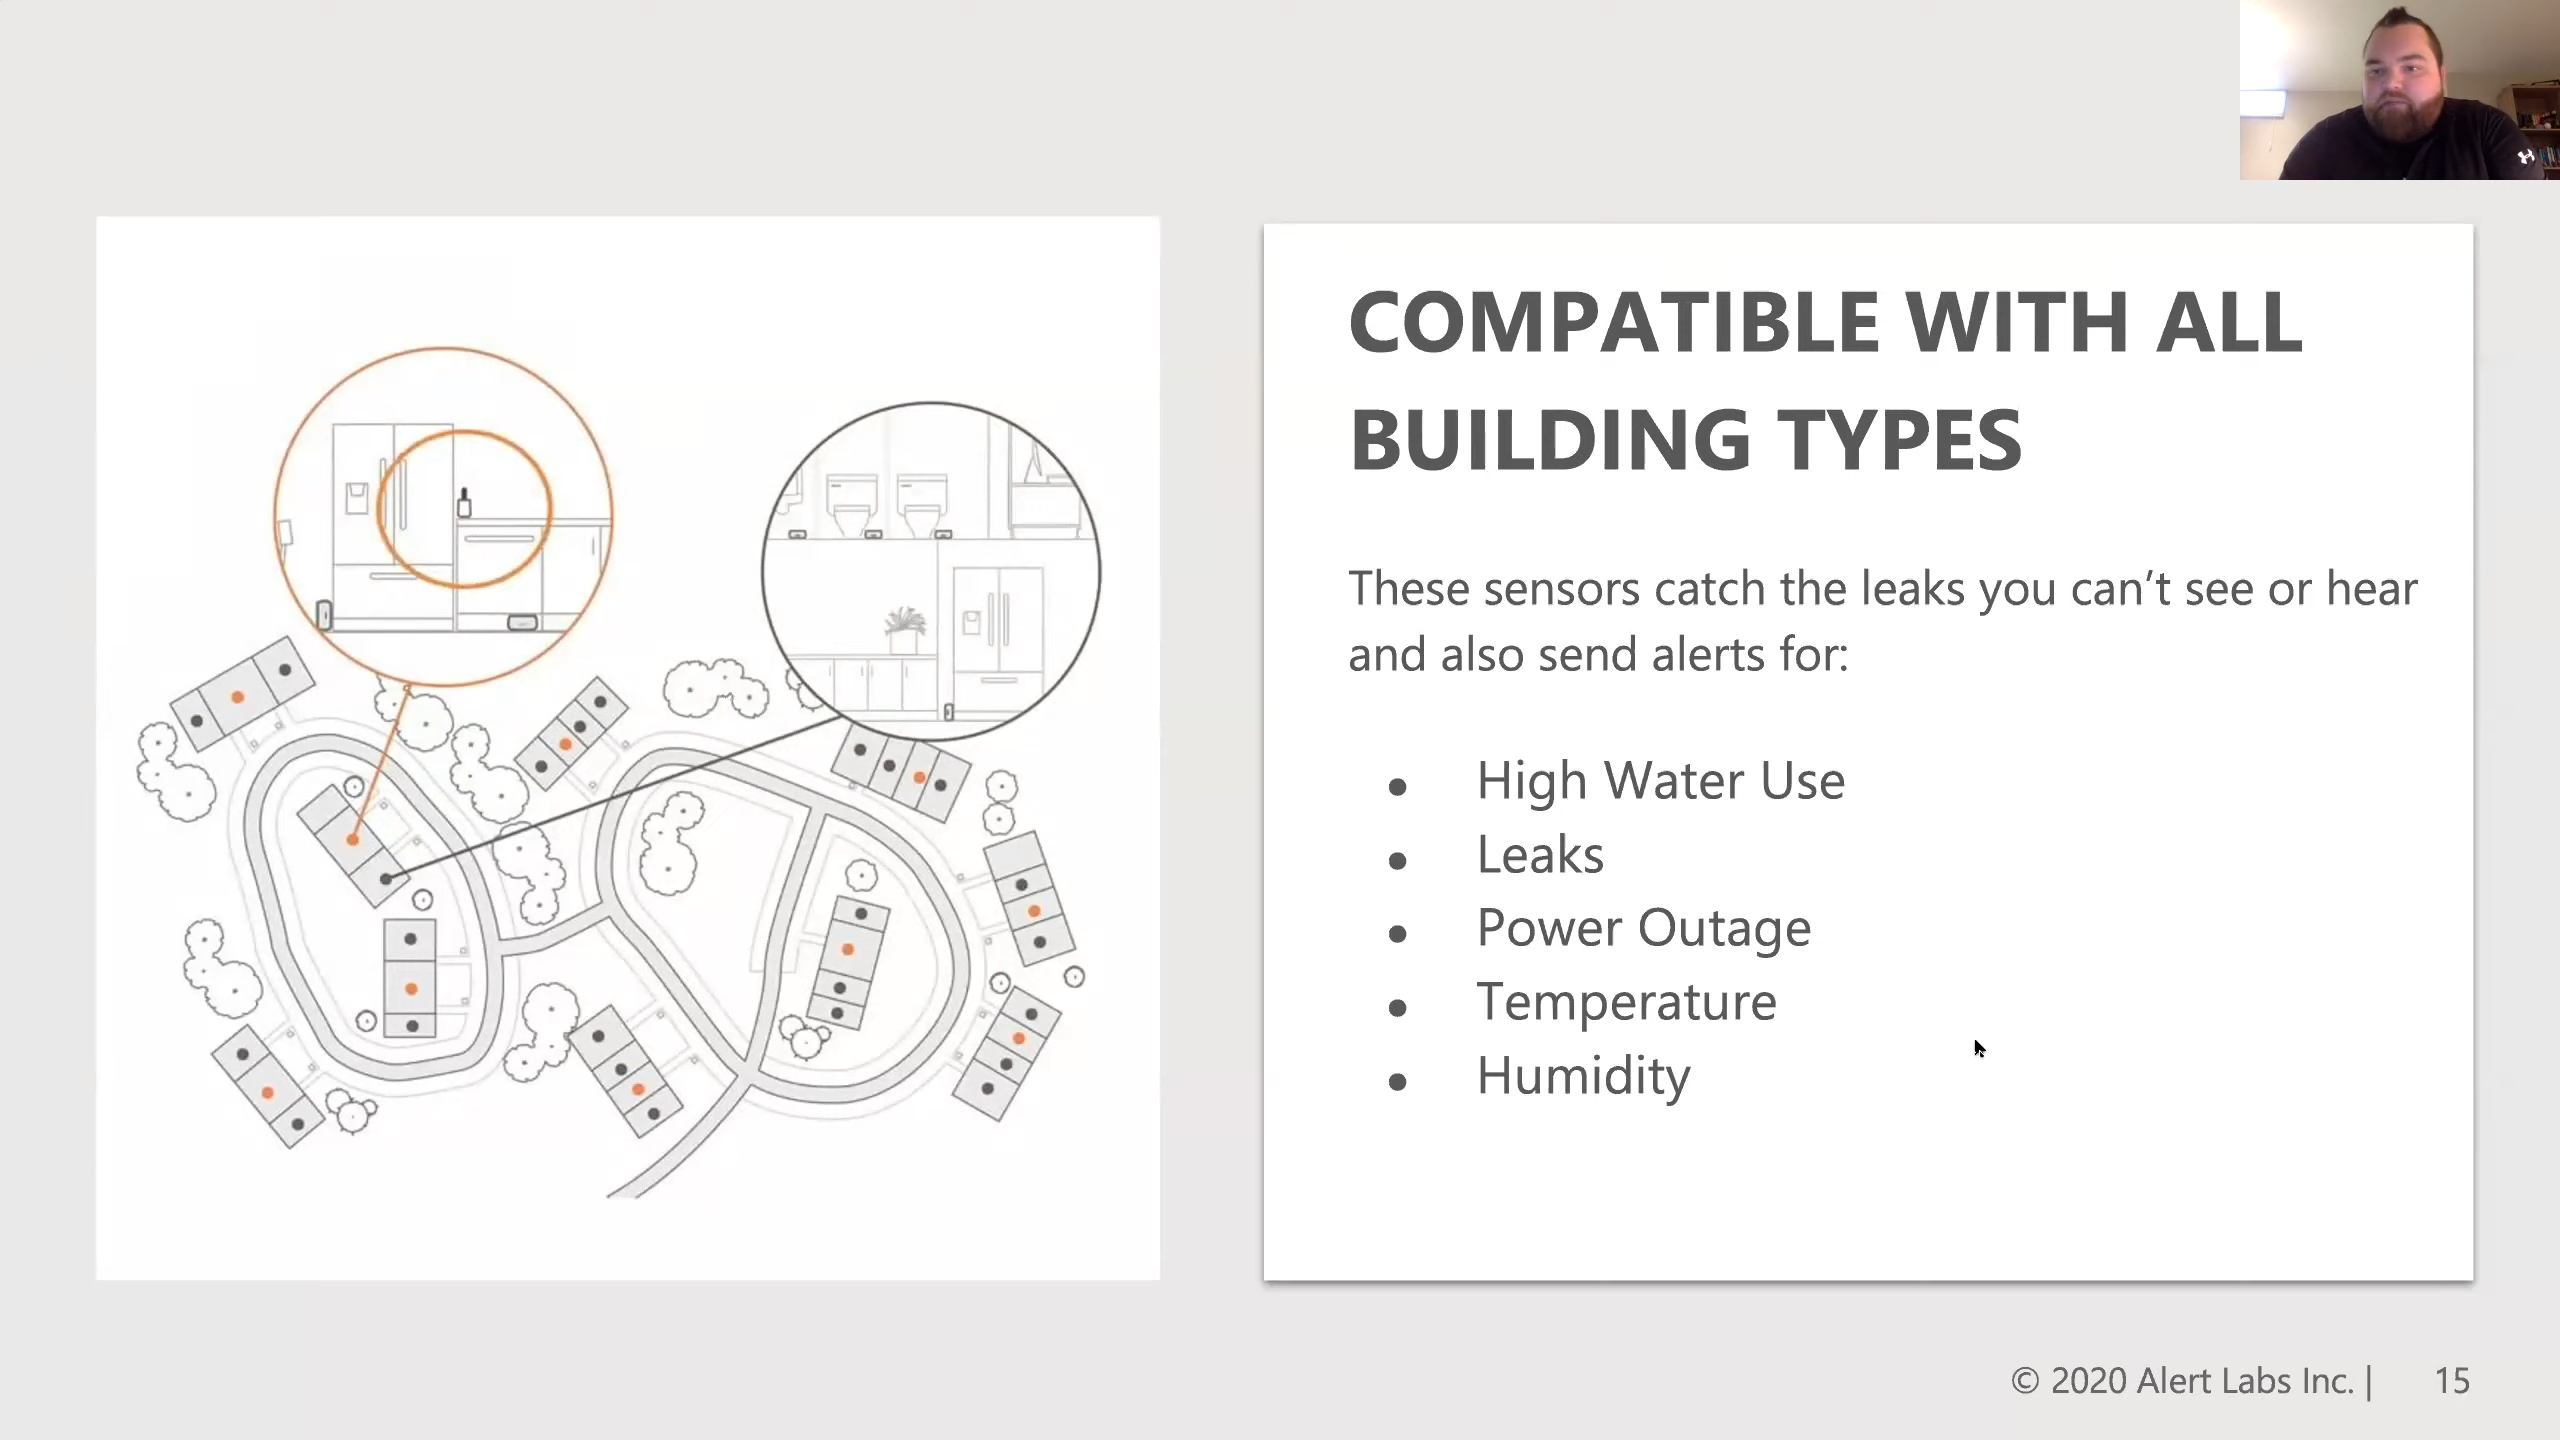 COMPATIBLE WITH ALL
BUILDING TYPES
These sensors catch the leaks you can’t see or hear
and also send alerts for:
● High Water Use
● Leaks
● Power Outage
● Temperature
● Humidity
© 2020 Alert Labs Inc. | 15